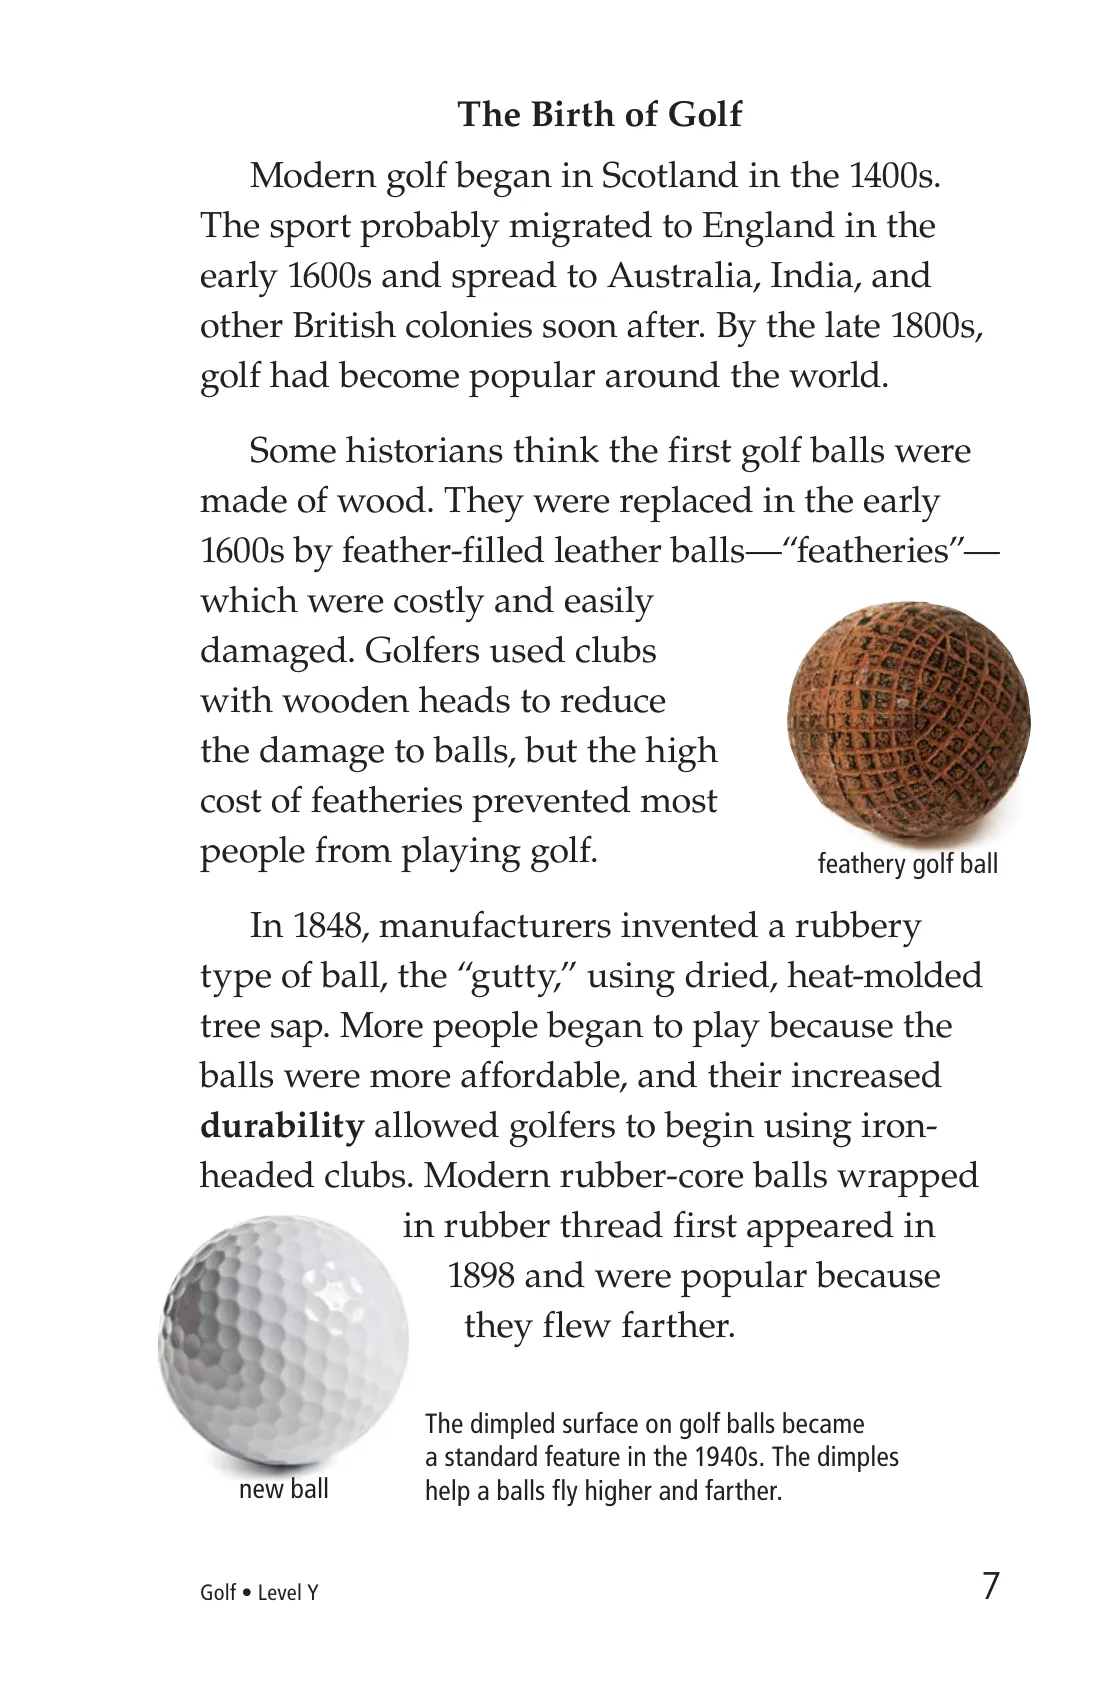 The Birth of Golf
Modern golf began in Scotland in the 1400s.
The sport probably migrated to England in the
early 1600s and spread to Australia, India, and
other British colonies soon after. By the late 1800s,
golf had become popular around the world.
Some historians think the first golf balls were
made of wood. They were replaced in the early
1600s by feather-filled leather balls—“featheries”—
which were costly and easily
damaged. Golfers used clubs
with wooden heads to reduce
the damage to balls, but the high
cost of featheries prevented most
people from playing golf.
feathery golf ball
In 1848, manufacturers invented a rubbery
type of ball, the “gutty,” using dried, heat-molded
tree sap. More people began to play because the
balls were more affordable, and their increased
durability allowed golfers to begin using iron-
headed clubs. Modern rubber-core balls wrapped
in rubber thread first appeared in
1898 and were popular because
they flew farther.
new ball
The dimpled surface on golf balls became
a standard feature in the 1940s. The dimples
help a balls fly higher and farther.
Golf • Level Y
7